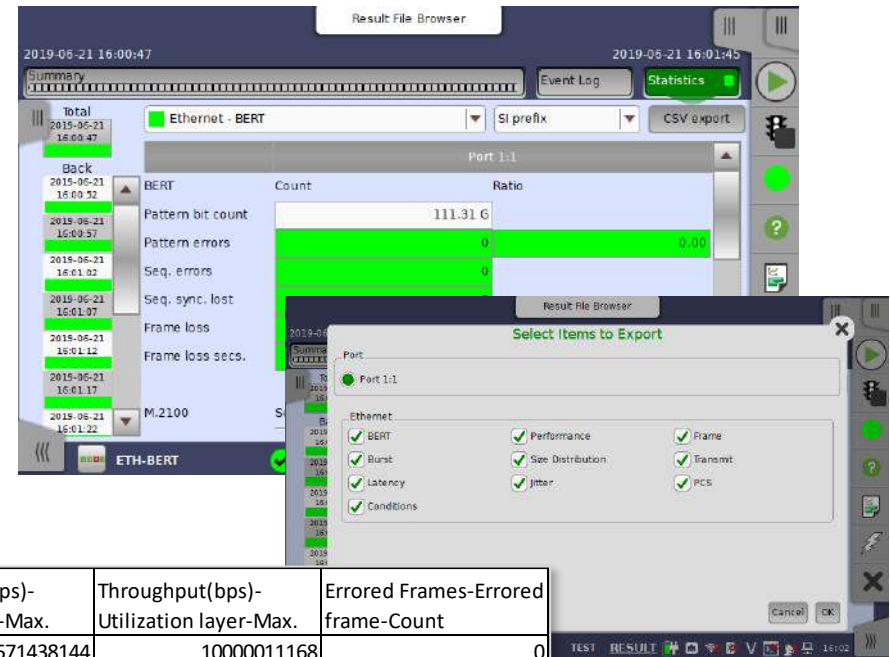 Result File Browser
2019-06-21 16:00:47
2019-06-21 16:01:45
Summary
Event Log
Statistics
Total
2019-06-21
16:00:47
Ethernet - BERT
SI prefix
CSV export
Port 1:1
Back
2019-06-21
16:00:52
BERT
Count
Ratio
Pattern bit count
111.31 G
2019-06-21
16:00:57
Pattern errors
0
0.00
2019-06-21
16:01:02
Seq. errors
0
2019-06-21
16:01:07
Seq. sync. lost
Frame loss
2019-06-21
16:01:12
Frame loss secs.
2019-06-21
16:01:17
2019-06-21
16:01:22
M.2100
ETH-BERT
Result File Browser
Select Items to Export
Port
Port 1:1
Ethernet
BERT
Performance
Frame
Burst
Size Distribution
Transmit
Latency
Jitter
PCS
Conditions
Cancel
OK
TEST RESULT
16:02
ps)-
-Max.
Throughput(bps)-
Utilization layer-Max.
Errored Frames-Errored
frame-Count
571438144
10000011168
0